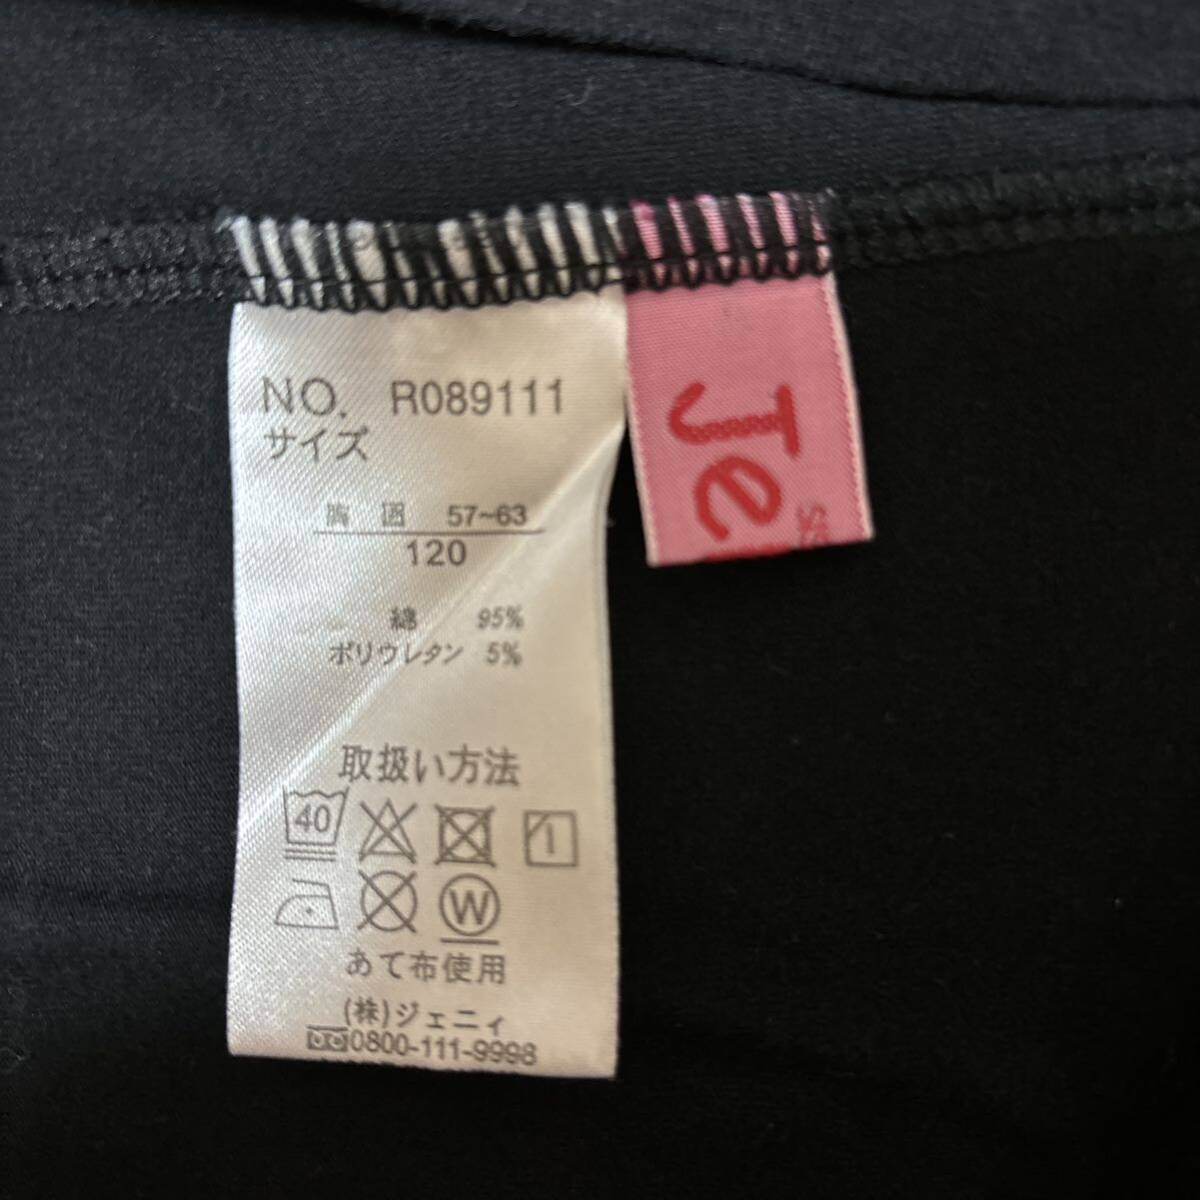 NO. R089111
サイズ
胸 囲 57~63
120
綿 95%
ポリウレタン 5%
取扱い方法
40
W
あて布使用
(株)ジェニィ
0800-111-9998
Je